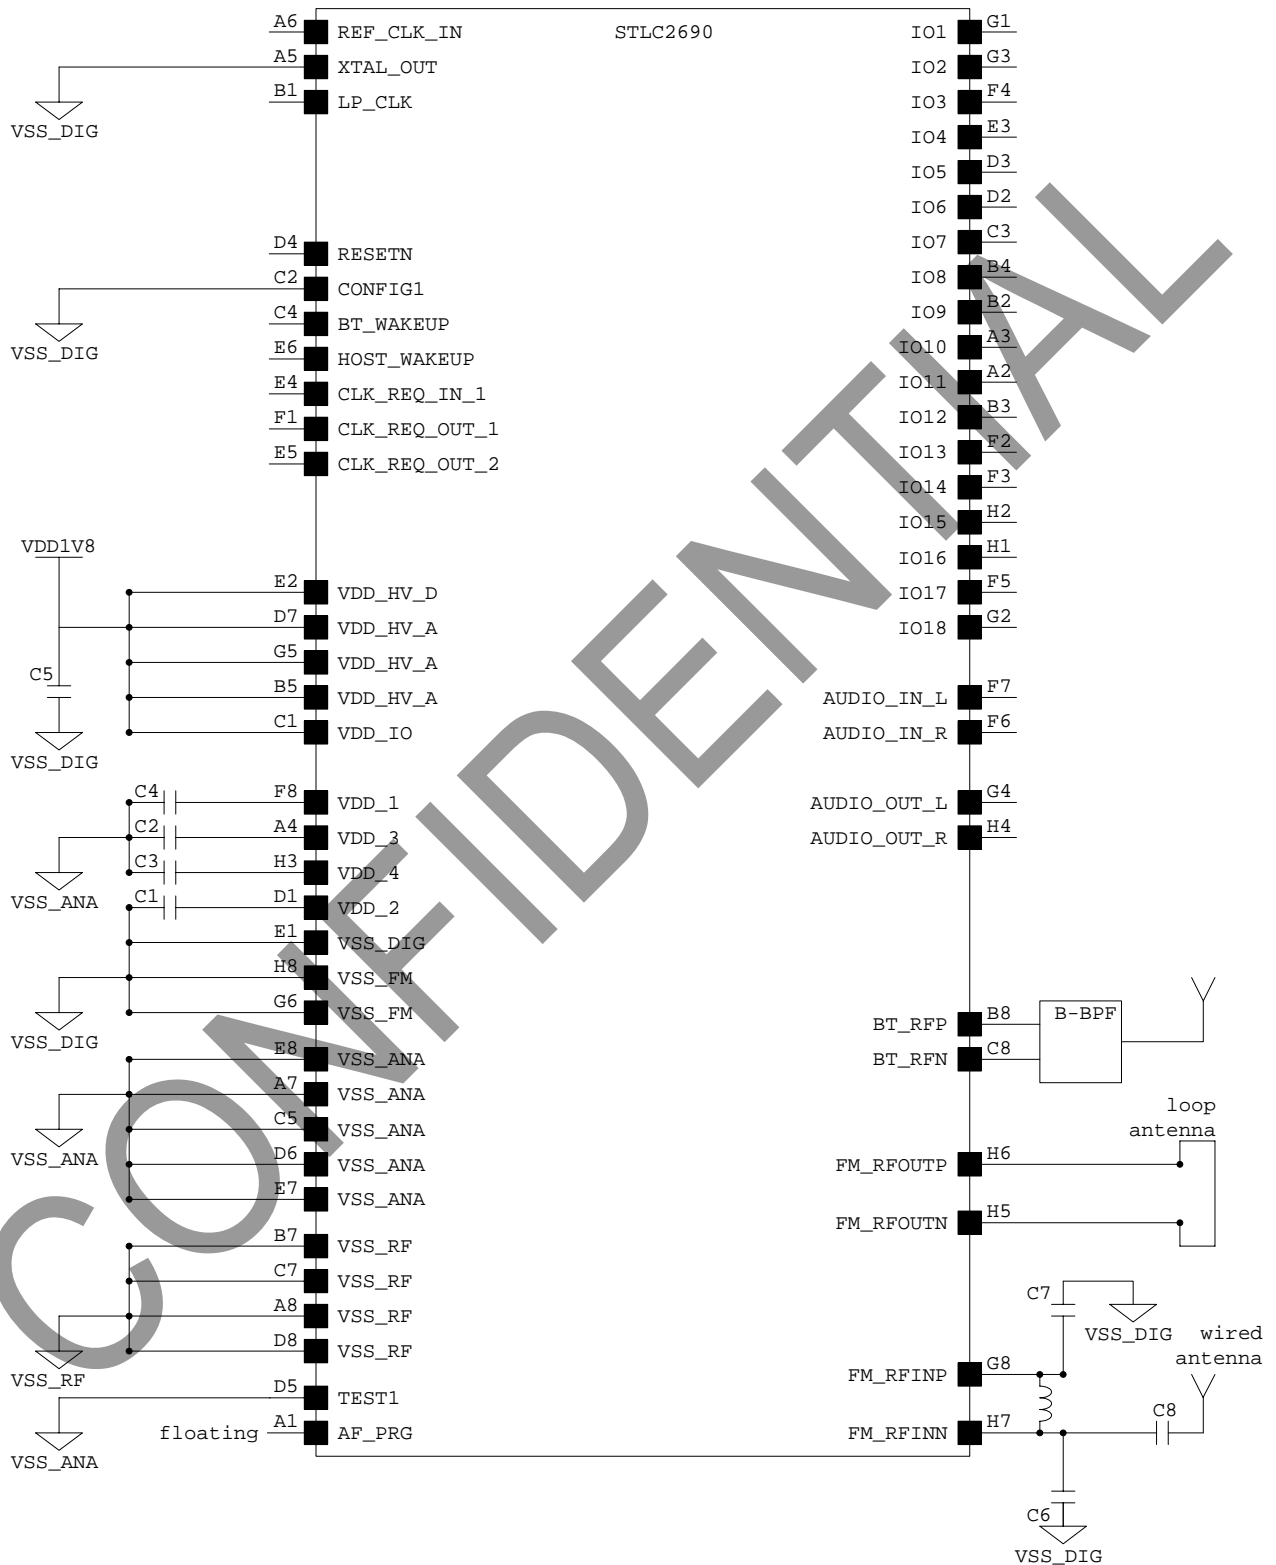 A6 REF_CLK_IN STLC2690 IO1 G1
A5 XTAL_OUT IO2 G3
B1 LP_CLK IO3 F4
VSS_DIG
IO4 E3
IO5 D3
IO6 D2
IO7 C3
D4 RESETN
IO8 B4
C2 CONFIG1
IO9 B2
C4 BT_WAKEUP
VSS_DIG
IO10 A3
E6 HOST_WAKEUP
IO11 A2
E4 CLK_REQ_IN_1
IO12 B3
F1 CLK_REQ_OUT_1
IO13 F2
E5 CLK_REQ_OUT_2
IO14 F3
IO15 H2
VDD1V8
IO16 H1
E2 VDD_HV_D IO17 F5
D7 VDD_HV_A IO18 G2
G5 VDD_HV_A
C5
B5 VDD_HV_A AUDIO_IN_L F7
C1 VDD_IO AUDIO_IN_R F6
VSS_DIG
C4 F8 VDD_1 AUDIO_OUT_L G4
C2 A4 VDD_3 AUDIO_OUT_R H4
C3 H3 VDD_4
VSS_ANA
C1 D1 VDD_2
E1 VSS_DIG
H8 VSS_FM
G6 VSS_FM
VSS_DIG
BT_RFP B8 B-BPF
E8 VSS_ANA BT_RFN C8
A7 VSS_ANA
C5 VSS_ANA
loop
antenna
VSS_ANA
D6 VSS_ANA FM_RFOUTP H6
E7 VSS_ANA
FM_RFOUTN H5
B7 VSS_RF
C7 VSS_RF
C7
A8 VSS_RF
VSS_DIG
wired
antenna
D8 VSS_RF
VSS_RF
FM_RFINP G8
D5 TEST1
floating A1 AF_PRG FM_RFINN H7 C8
VSS_ANA
C6
VSS_DIG
CONFIDENTIAL